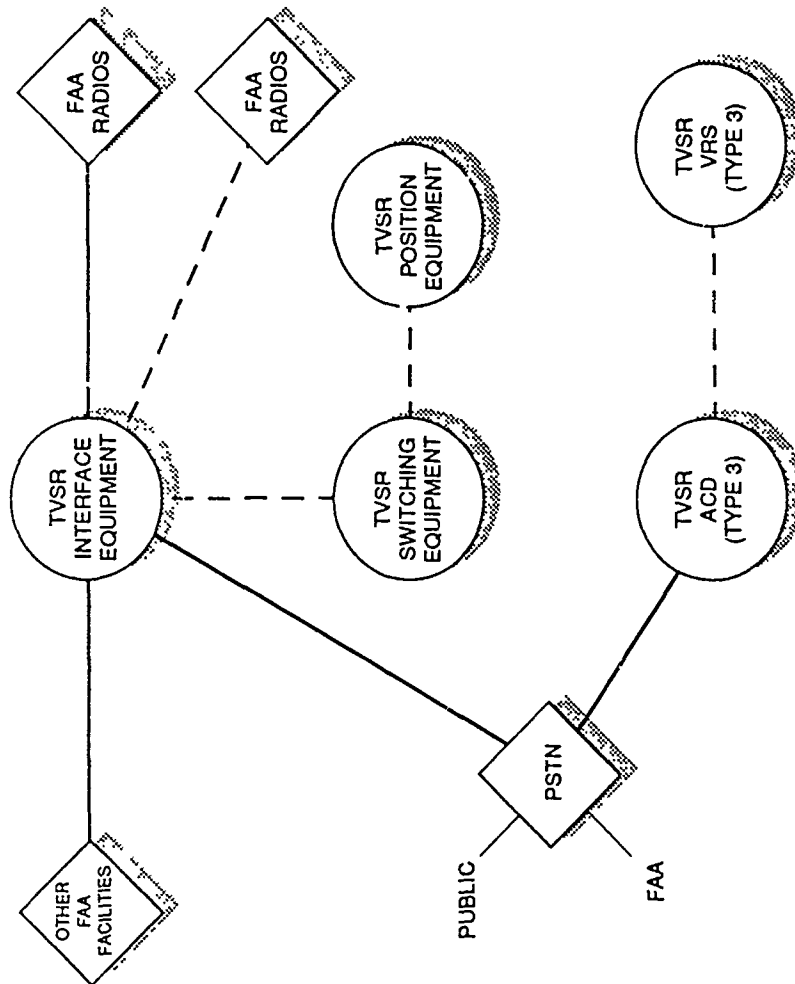 OTHER
FAA
FACILITIES
TVSR
INTERFACE
EQUIPMENT
FAA
RADIOS
FAA
RADIOS
TVSR
SWITCHING
EQUIPMENT
TVSR
POSITION
EQUIPMENT
PUBLIC
PSTN
FAA
TVSR
ACD
(TYPE 3)
TVSR
VRS
(TYPE 3)